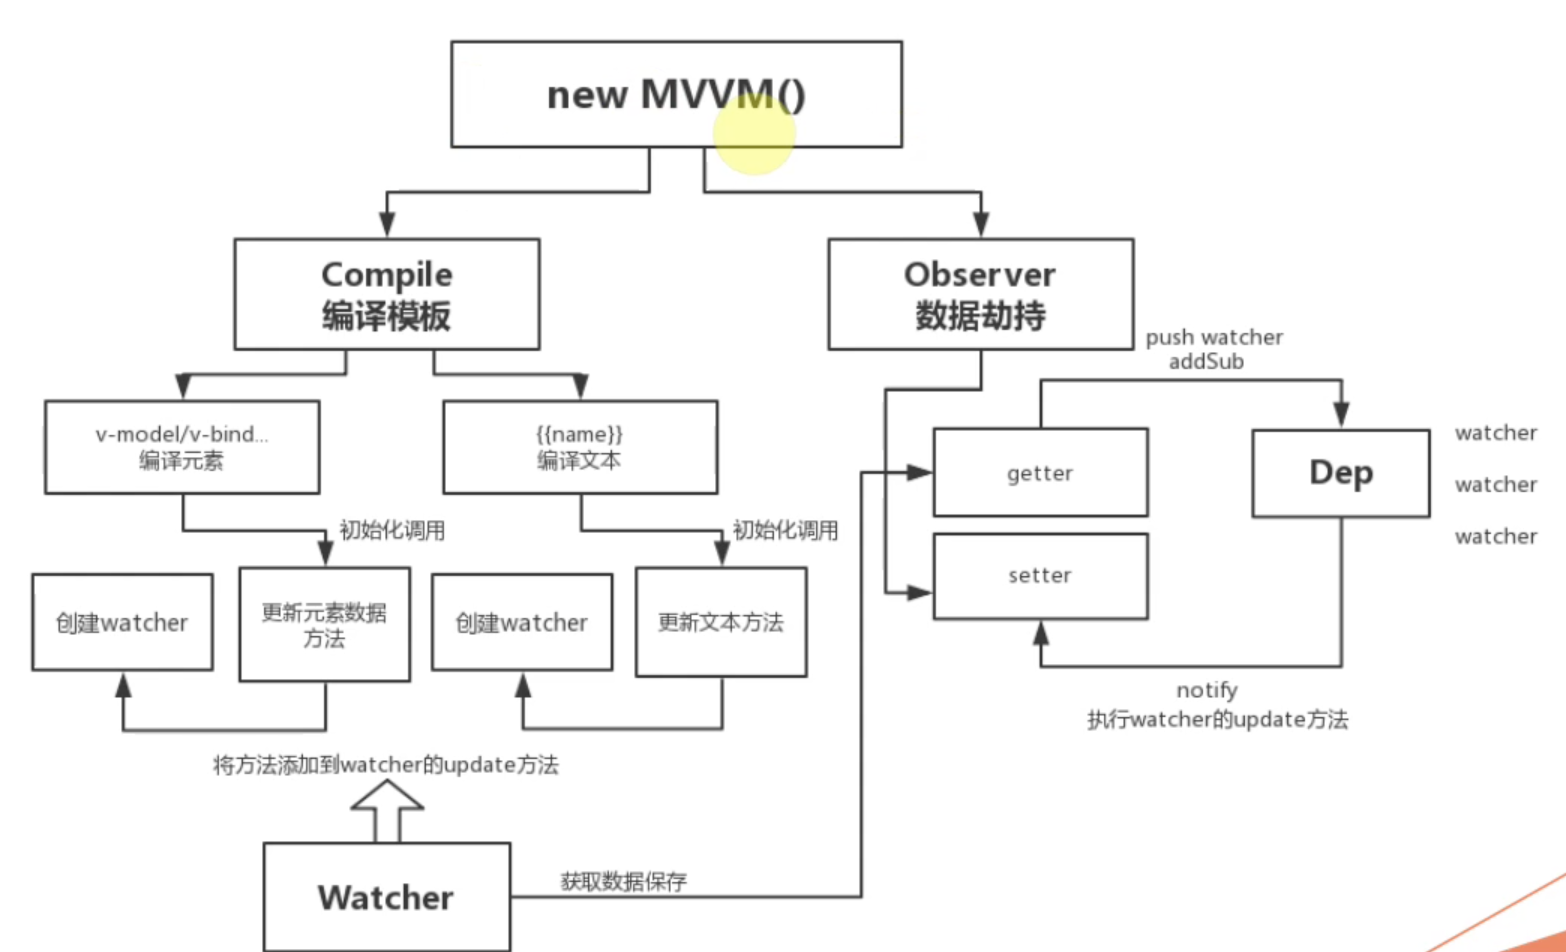 new MVVM()
Compile
编译模板
Observer
数据劫持
push watcher
addSub
v-model/v-bind...
编译元素
{{name}}
编译文本
getter
Dep
watcher
watcher
watcher
初始化调用
初始化调用
setter
创建watcher
更新元素数据
方法
创建watcher
更新文本方法
notify
执行watcher的update方法
将方法添加到watcher的update方法
Watcher
获取数据保存